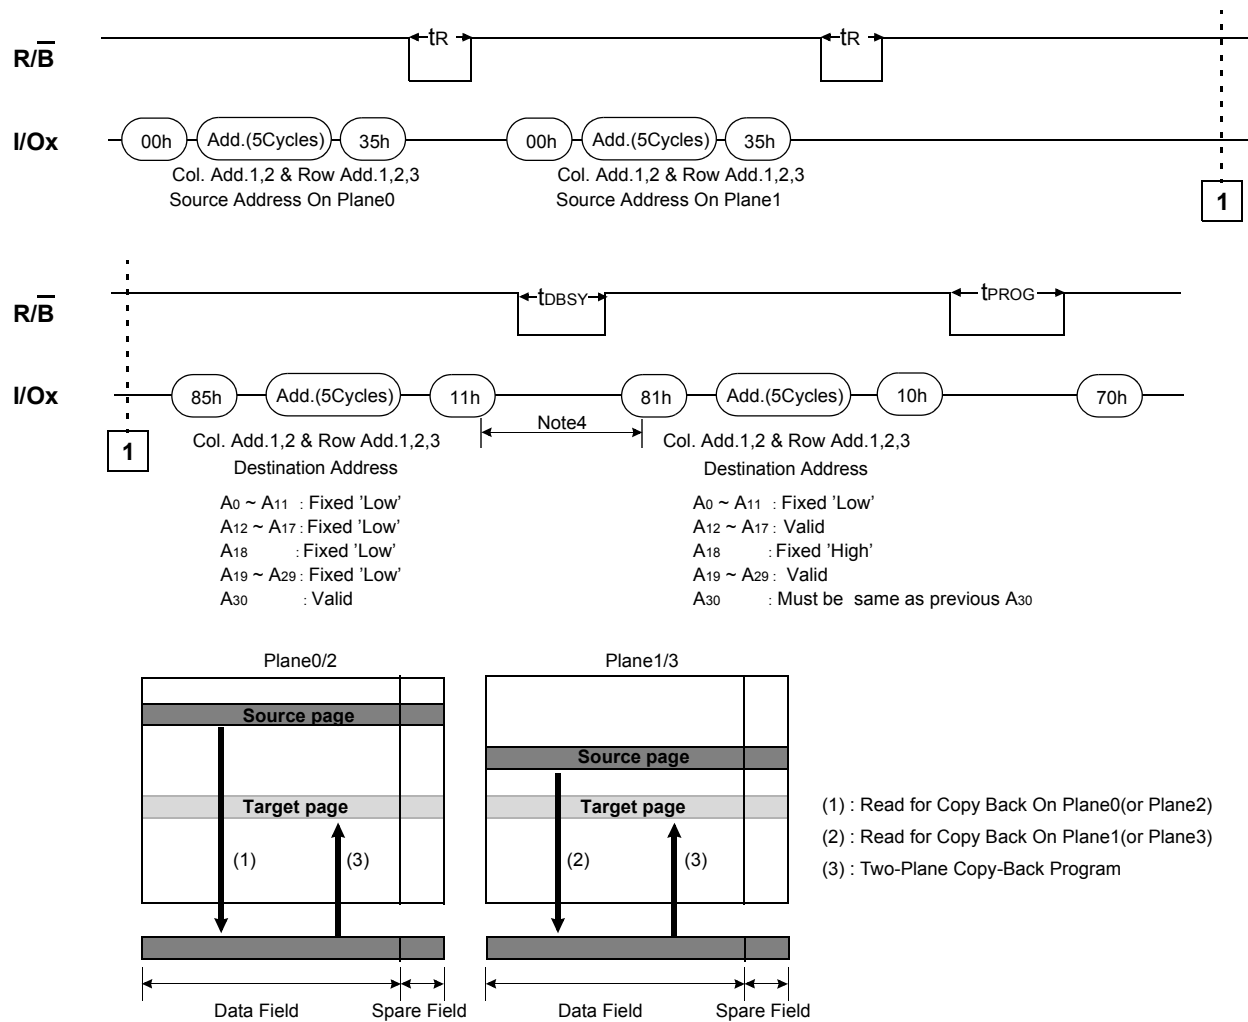 R/B tR tR
I/Ox 00h Add.(5Cycles) 35h 00h Add.(5Cycles) 35h
Col. Add.1,2 & Row Add.1,2,3 Col. Add.1,2 & Row Add.1,2,3
Source Address On Plane0 Source Address On Plane1
1
R/B tDBSY tPROG
I/Ox 85h Add.(5Cycles) 11h 81h Add.(5Cycles) 10h 70h
Note4
1
Col. Add.1,2 & Row Add.1,2,3
Destination Address
A0 ~ A11 : Fixed 'Low'
A12 ~ A17 : Fixed 'Low'
A18 : Fixed 'Low'
A19 ~ A29 : Fixed 'Low'
A30 : Valid
Col. Add.1,2 & Row Add.1,2,3
Destination Address
A0 ~ A11 : Fixed 'Low'
A12 ~ A17 : Valid
A18 : Fixed 'High'
A19 ~ A29 : Valid
A30 : Must be same as previous A30
Plane0/2
Source page
Target page
(1) (3)
Data Field Spare Field
Plane1/3
Source page
Target page
(2) (3)
Data Field Spare Field
(1) : Read for Copy Back On Plane0(or Plane2)
(2) : Read for Copy Back On Plane1(or Plane3)
(3) : Two-Plane Copy-Back Program